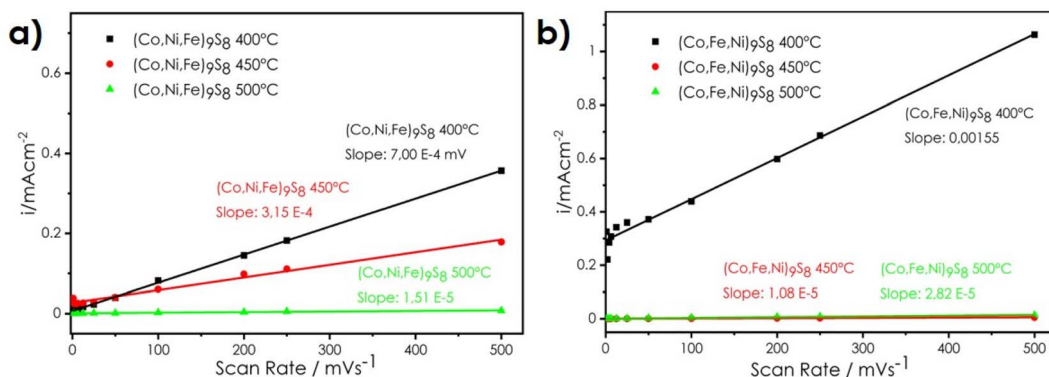 a)
(Co,Ni,Fe)9S8 400ºC
(Co,Ni,Fe)9S8 450ºC
(Co,Ni,Fe)9S8 500ºC
(Co,Ni,Fe)9S8 400ºC
Slope: 7,00 E-4 mV
(Co,Ni,Fe)9S8 450ºC
Slope: 3,15 E-4
(Co,Ni,Fe)9S8 500ºC
Slope: 1,51 E-5
i/mAcm-2
0.6
0.4
0.2
0
0 100 200 300 400 500
Scan Rate / mVs-1
b)
(Co,Fe,Ni)9S8 400ºC
(Co,Fe,Ni)9S8 450ºC
(Co,Fe,Ni)9S8 500ºC
(Co,Fe,Ni)9S8 400ºC
Slope: 0,00155
(Co,Fe,Ni)9S8 450ºC
Slope: 1,08 E-5
(Co,Fe,Ni)9S8 500ºC
Slope: 2,82 E-5
i/mAcm-2
1
0.8
0.6
0.4
0.2
0
0 100 200 300 400 500
Scan Rate / mVs-1